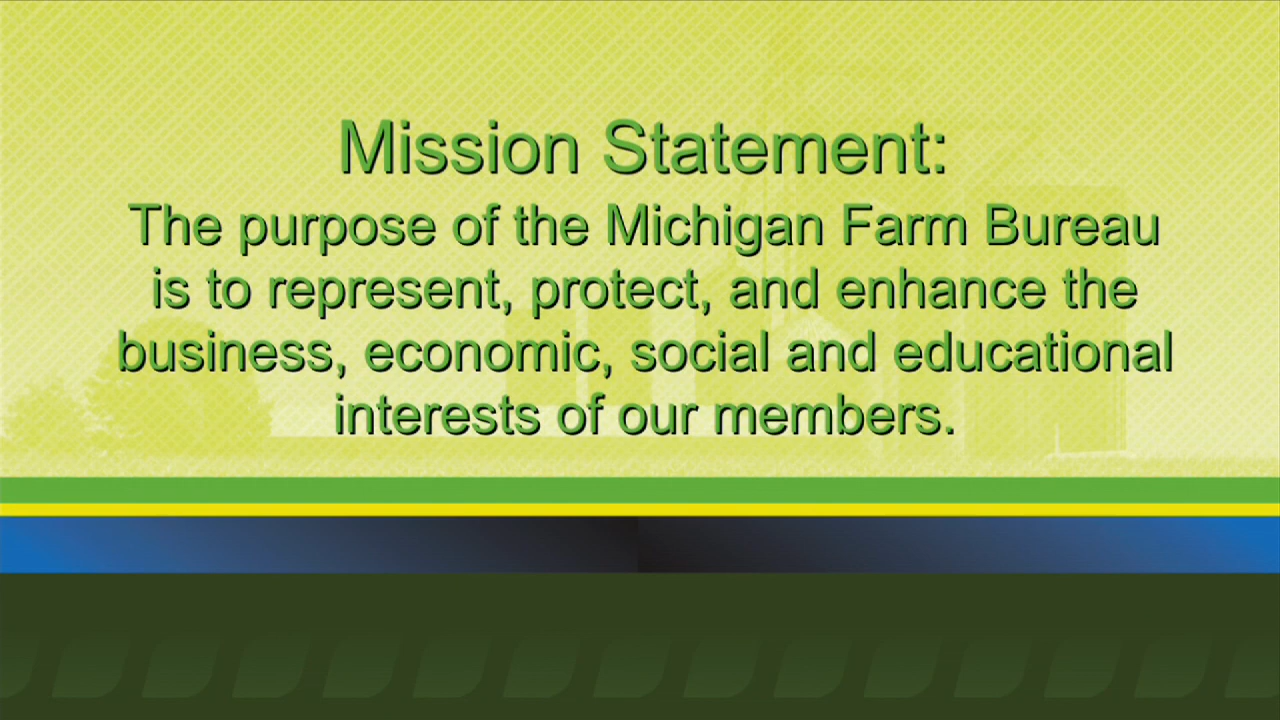 Mission Statement:
The purpose of the Michigan Farm Bureau
is to represent, protect, and enhance the
business, economic, social and educational
interests of our members.